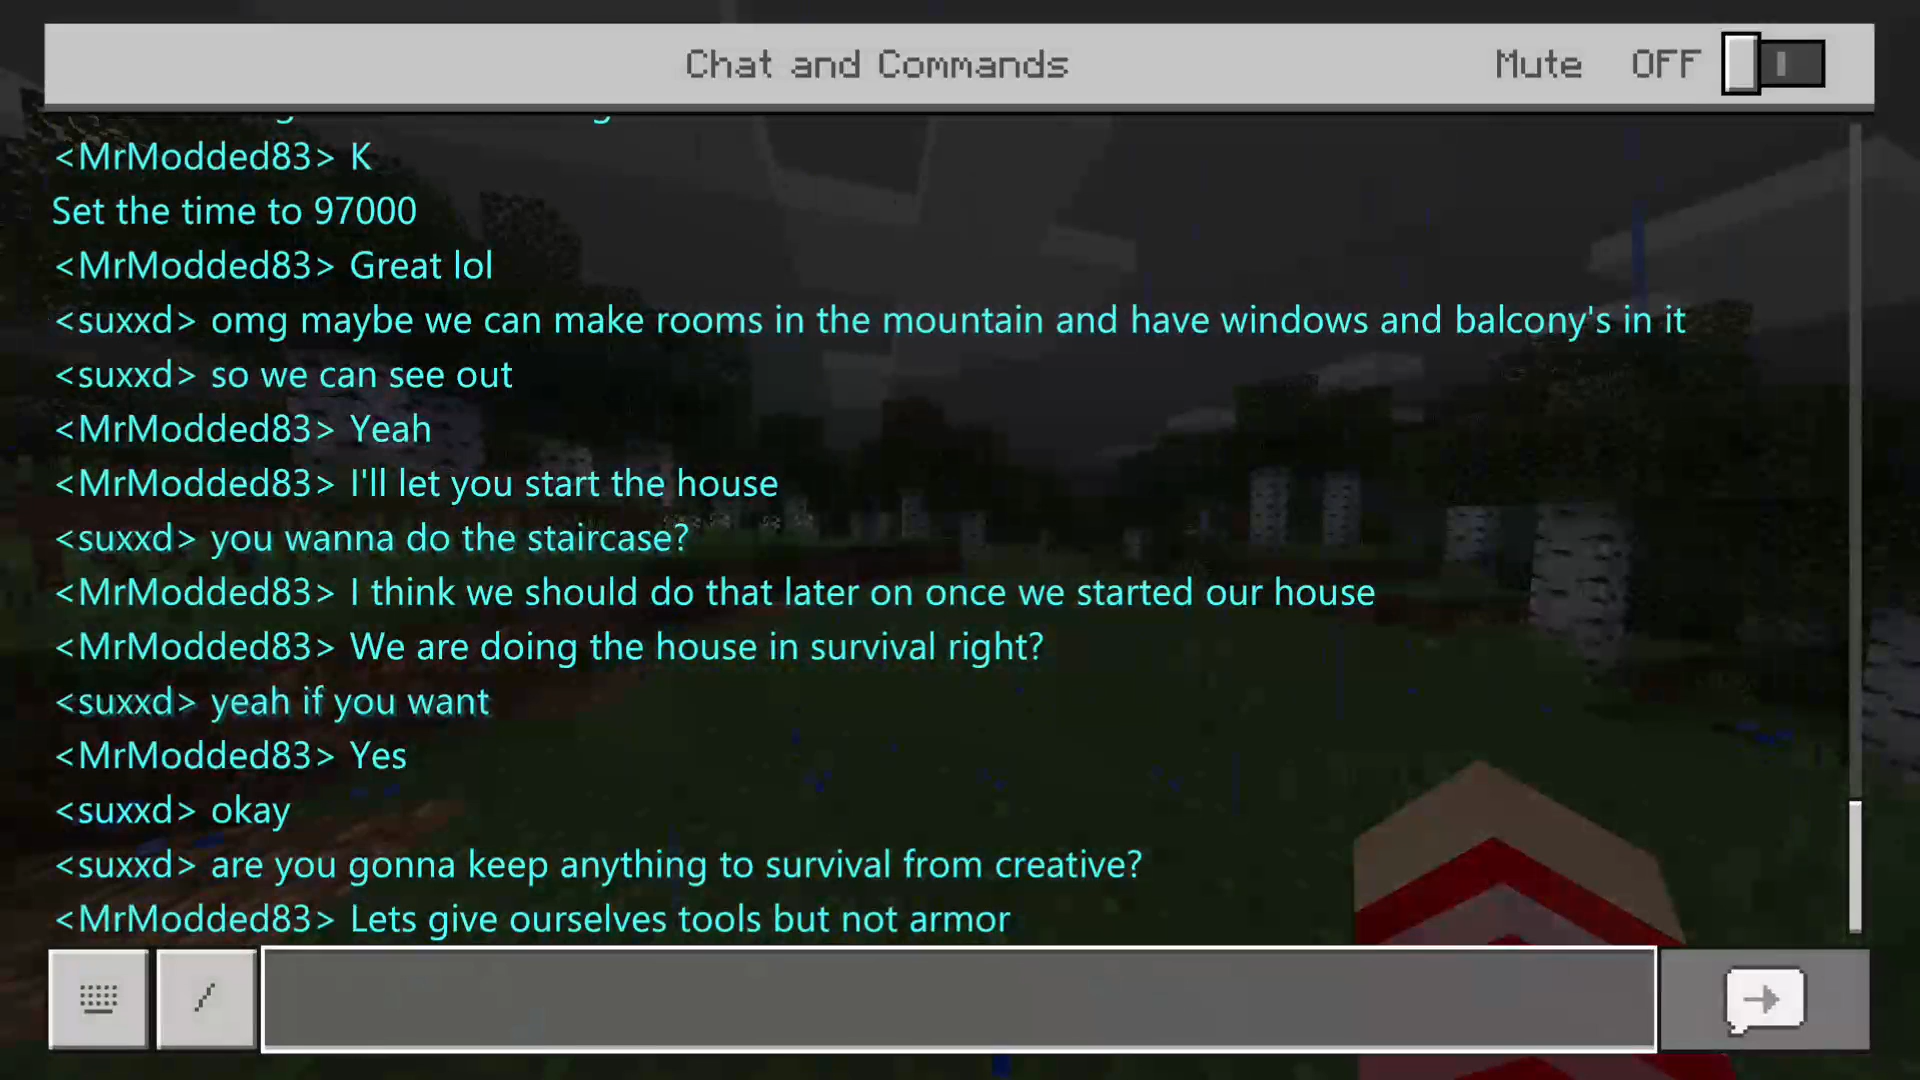 Chat and Commands
Mute OFF
<MrModded83> K
Set the time to 97000
<MrModded83> Great lol
<suxxd> omg maybe we can make rooms in the mountain and have windows and balcony's in it
<suxxd> so we can see out
<MrModded83> Yeah
<MrModded83> I'll let you start the house
<suxxd> you wanna do the staircase?
<MrModded83> I think we should do that later on once we started our house
<MrModded83> We are doing the house in survival right?
<suxxd> yeah if you want
<MrModded83> Yes
<suxxd> okay
<suxxd> are you gonna keep anything to survival from creative?
<MrModded83> Lets give ourselves tools but not armor
/